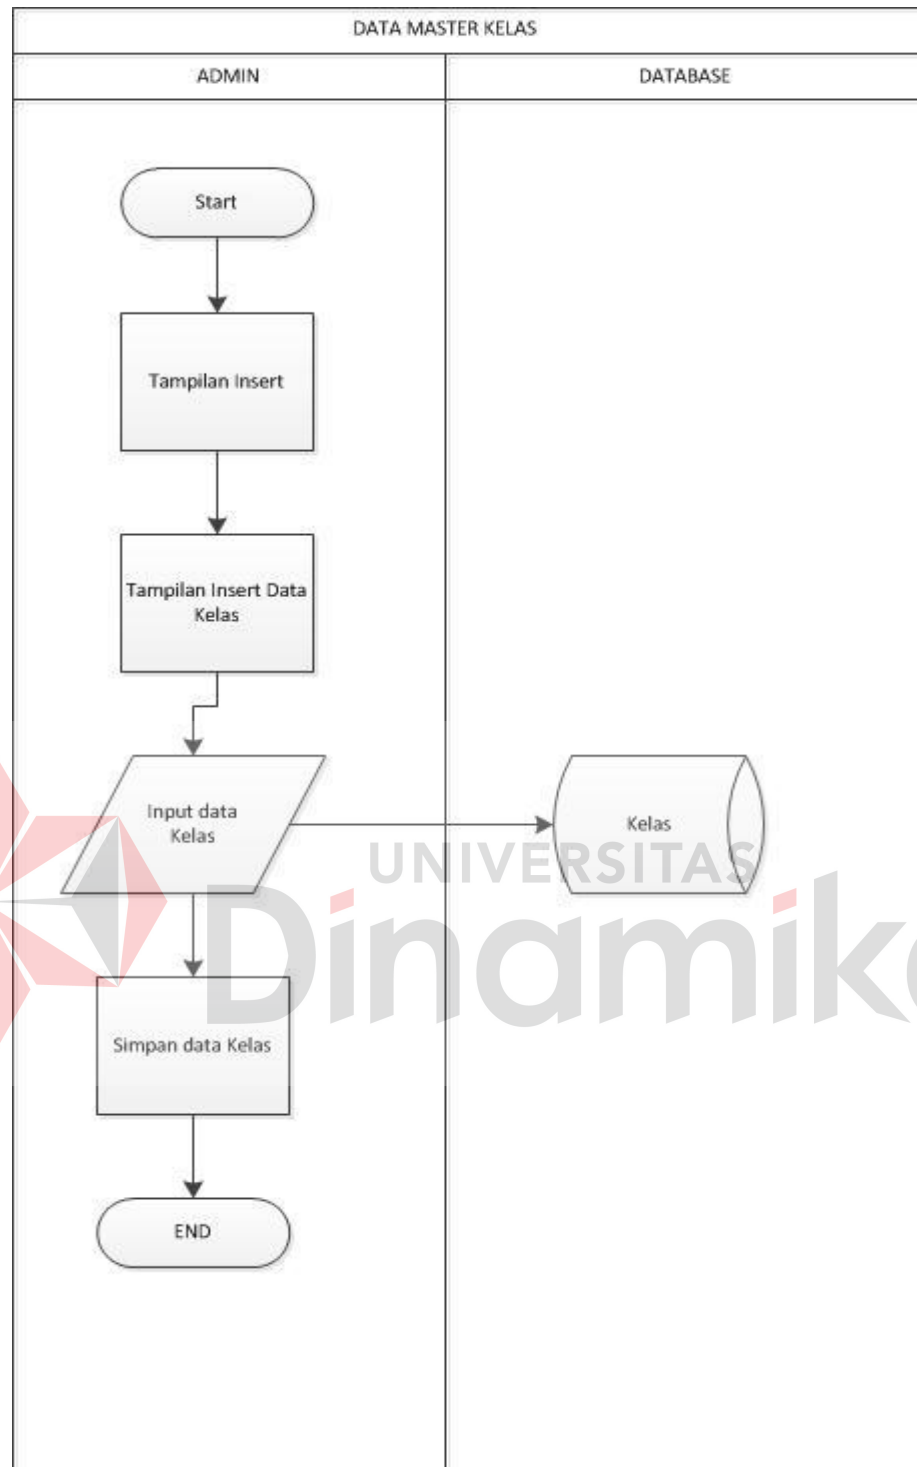 DATA MASTER KELAS
ADMIN
DATABASE
Start
Tampilan Insert
Tampilan Insert Data
Kelas
Input data
Kelas
Kelas
UNIVERSITAS
Dinamika
Simpan data Kelas
END